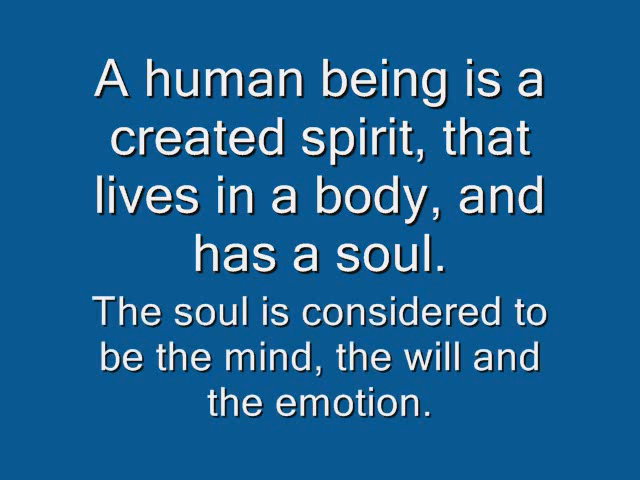 A human being is a
created spirit, that
lives in a body, and
has a soul.
The soul is considered to
be the mind, the will and
the emotion.